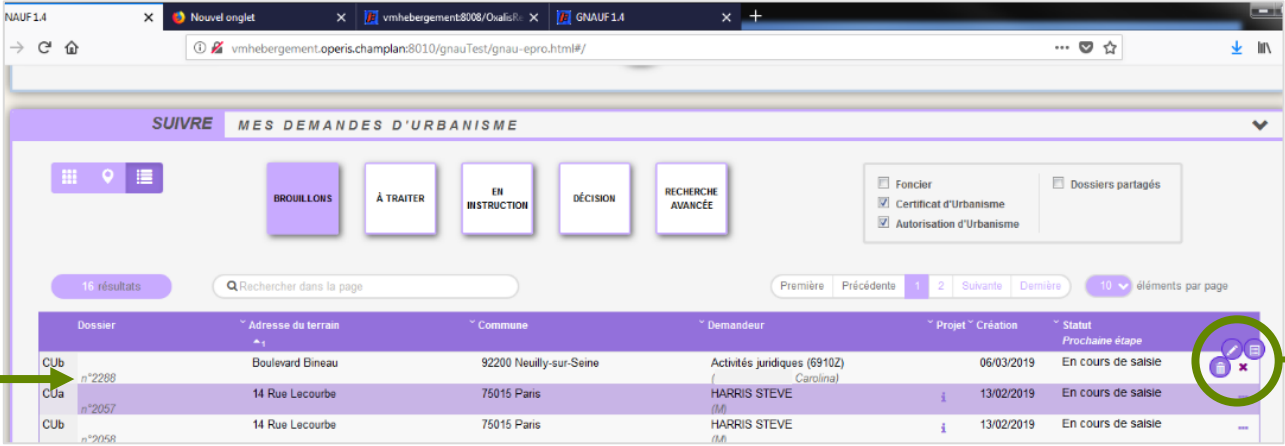 NAUF 1.4 Nouvel onglet vmhebergement:8008/OxalisRe GNAUF 1.4
vmhebergement.operis.champlan:8010/gnauTest/gnau-epro.html#/
SUIVRE MES DEMANDES D'URBANISME
BROUILLONS À TRAITER EN INSTRUCTION DÉCISION RECHERCHE AVANCÉE
Foncier Dossiers partagés
Certificat d'Urbanisme
Autorisation d'Urbanisme
16 résultats Rechercher dans la page Première Précédente 1 2 Suivante Dernière 10 éléments par page
Dossier Adresse du terrain Commune Demandeur Projet Création Statut
1 Prochaine étape
CUb Boulevard Bineau 92200 Neuilly-sur-Seine Activités juridiques (6910Z) 06/03/2019 En cours de saisie
n°2288 ( Carolina)
CUa 14 Rue Lecourbe 75015 Paris HARRIS STEVE i 13/02/2019 En cours de saisie ...
n°2057 (M)
CUb 14 Rue Lecourbe 75015 Paris HARRIS STEVE i 13/02/2019 En cours de saisie ...
n°2058 (M)